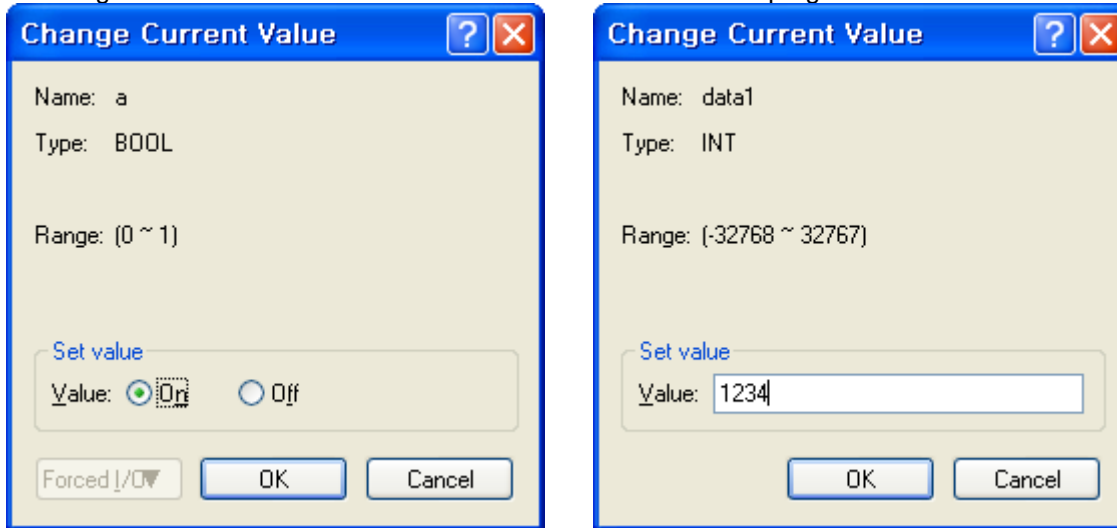 Change Current Value
Name: a
Type: BOOL
Range: (0 ~ 1)
Set value
Value: On Off
Forced I/O OK Cancel
Change Current Value
Name: data1
Type: INT
Range: (-32768 ~ 32767)
Set value
Value: 1234
OK Cancel